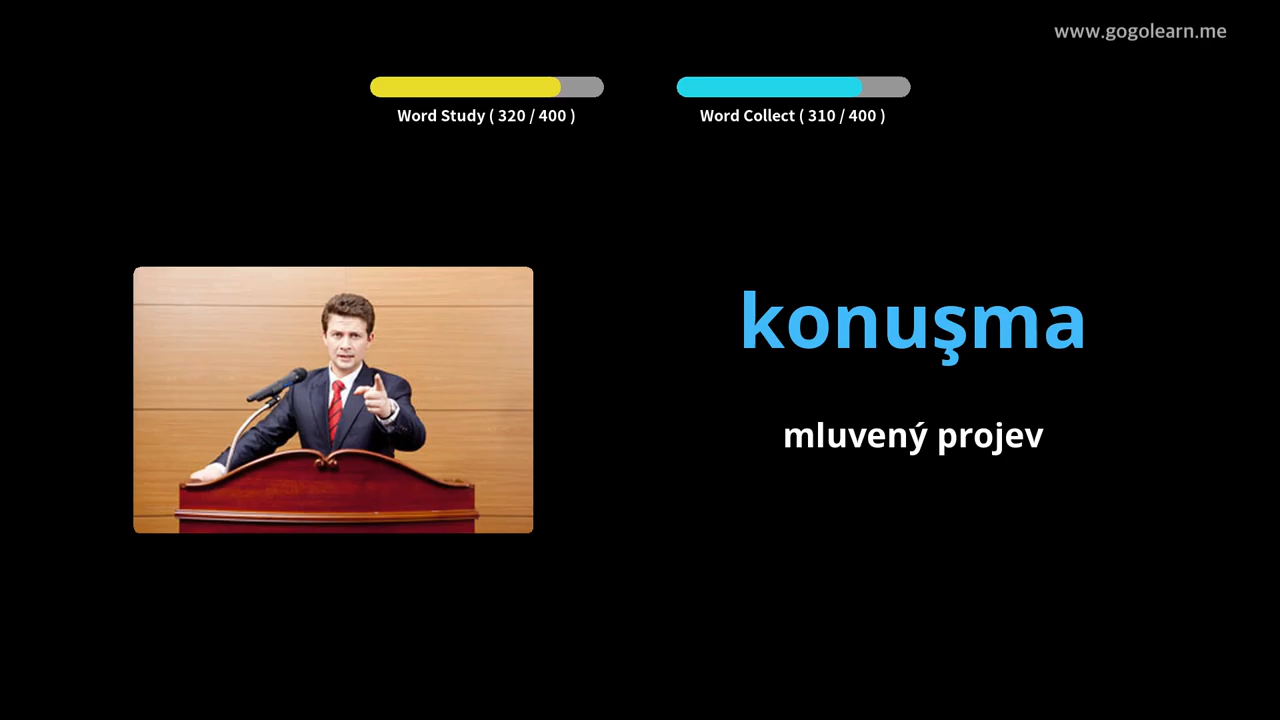 www.gogolearn.me
Word Study ( 320 / 400 )
Word Collect ( 310 / 400 )
konuşma
mluvený projev